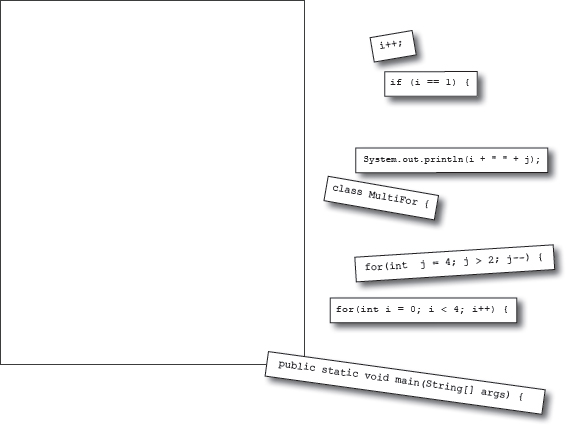 i++;
if (i == 1) {
System.out.println(i + " " + j);
class MultiFor {
for(int j = 4; j > 2; j--) {
for(int i = 0; i < 4; i++) {
public static void main(String[] args) {